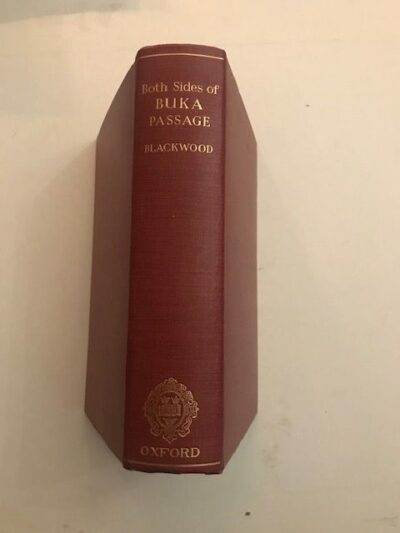 Both Sides of
BUKA
PASSAGE
BLACKWOOD
OXFORD